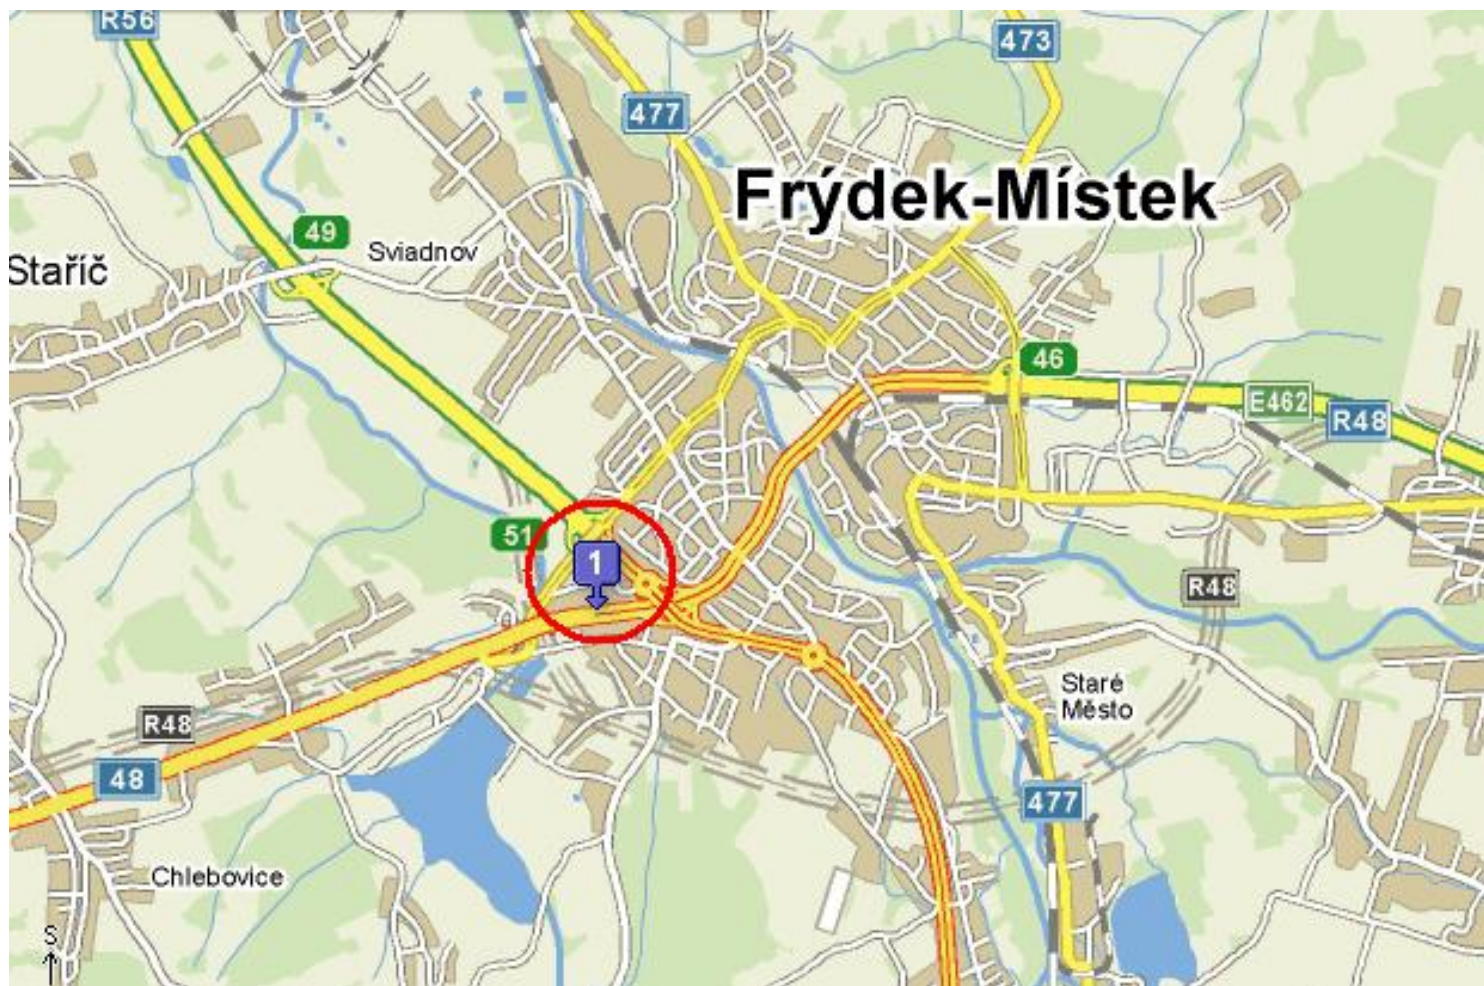 R56
473
477
Frýdek-Místek
49
Sviadnov
Staříč
46
E462
R48
51
1
R48
Staré
Město
R48
48
477
Chlebovice
S